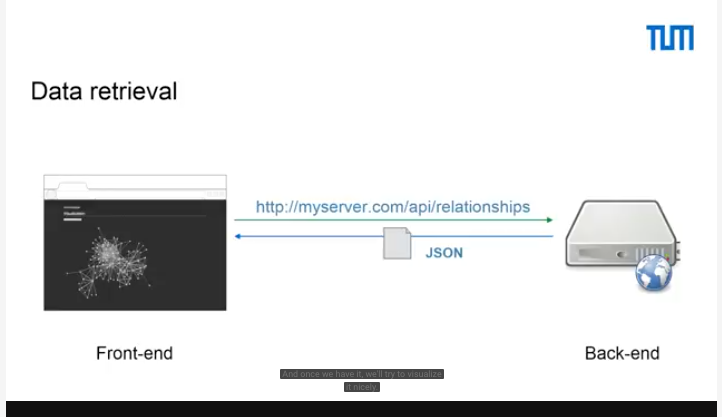 TUM
Data retrieval
http://myserver.com/api/relationships
JSON
Front-end
Back-end
And once we have it, we'll try to visualize
it nicely.